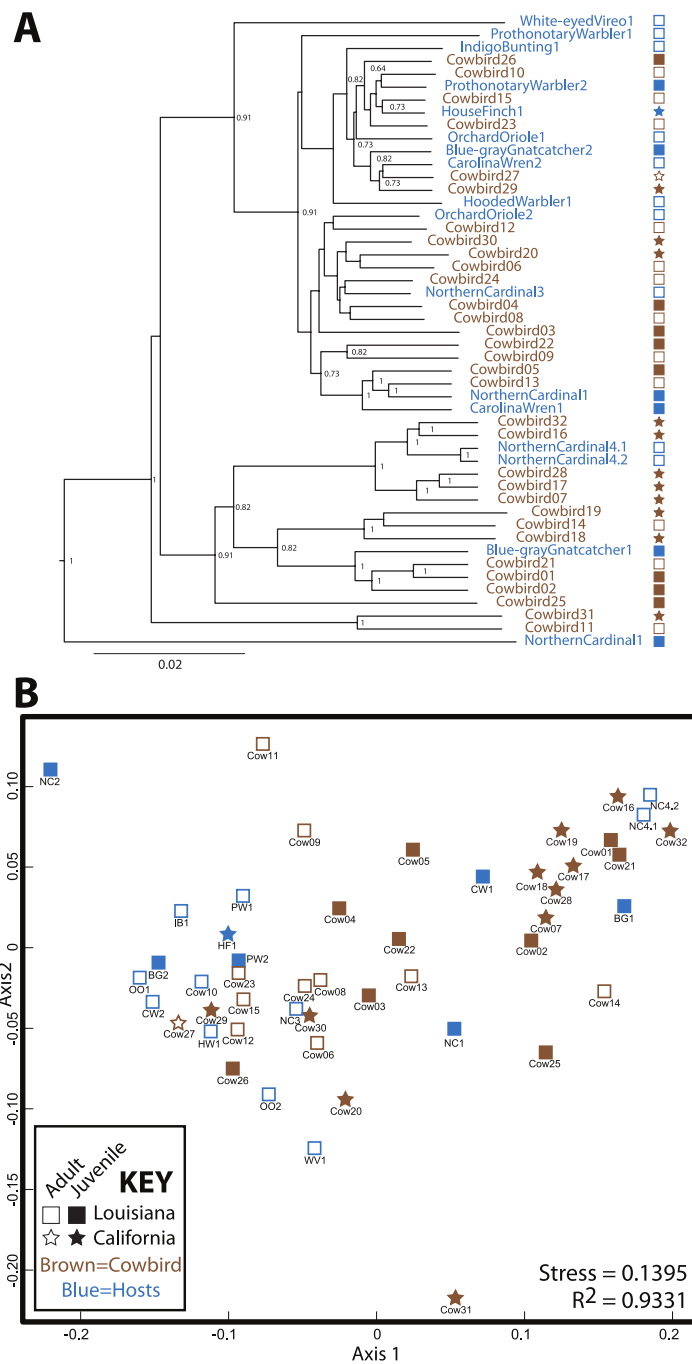 A
White-eyedVireo1
ProthonotaryWarbler1
IndigoBunting1
Cowbird26
0.64
Cowbird10
0.82
ProthonotaryWarbler2
Cowbird15
0.73
HouseFinch1
0.91
Cowbird23
OrchardOriole1
0.73
Blue-grayGnatcatcher2
0.82
CarolinaWren2
Cowbird27
0.73
Cowbird29
HoodedWarbler1
0.91
OrchardOriole2
Cowbird12
Cowbird30
Cowbird20
Cowbird06
Cowbird24
NorthernCardinal3
Cowbird04
Cowbird08
Cowbird03
Cowbird22
0.82
Cowbird09
0.73
Cowbird05
1
Cowbird13
1
NorthernCardinal1
CarolinaWren1
Cowbird32
1
Cowbird16
1
NorthernCardinal4.1
1
NorthernCardinal4.2
1
Cowbird28
1
Cowbird17
1
Cowbird07
0.82
Cowbird19
Cowbird14
Cowbird18
0.91
0.82
Blue-grayGnatcatcher1
1
Cowbird21
1
Cowbird01
1
Cowbird02
Cowbird25
1
Cowbird31
1
Cowbird11
NorthernCardinal1
0.02
B
Axis2
0.10
0.05
0
-0.05
-0.10
-0.15
-0.20
Cow11
NC2
Cow16
NC4.2
NC4.1
Cow32
Cow09
Cow19
Cow01
Cow21
Cow05
CW1
Cow18
Cow17
Cow28
PW1
IB1
Cow04
BG1
Cow07
HF1
Cow22
Cow02
BG2
PW2
OO1
Cow10
Cow23
Cow24
Cow08
Cow13
Cow14
CW2
Cow15
Cow03
Cow27
Cow29
NC3
Cow30
HW1
Cow12
Cow06
NC1
Cow25
Cow26
OO2
Cow20
WV1
Cow31
Adult
Juvenile
KEY
Louisiana
California
Brown=Cowbird
Blue=Hosts
Stress = 0.1395
R2 = 0.9331
-0.2
-0.1
0
0.1
0.2
Axis 1